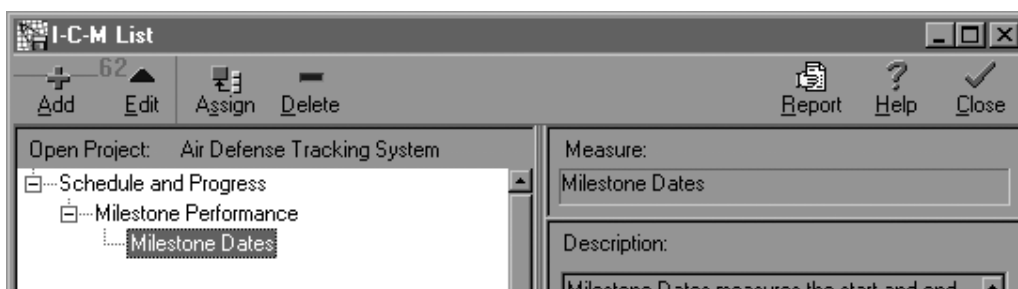 I-C-M List
62
Add Edit Assign Delete Report Help Close
Open Project: Air Defense Tracking System
Schedule and Progress
Milestone Performance
Milestone Dates
Measure:
Milestone Dates
Description:
Milestone Dates measures the start and end